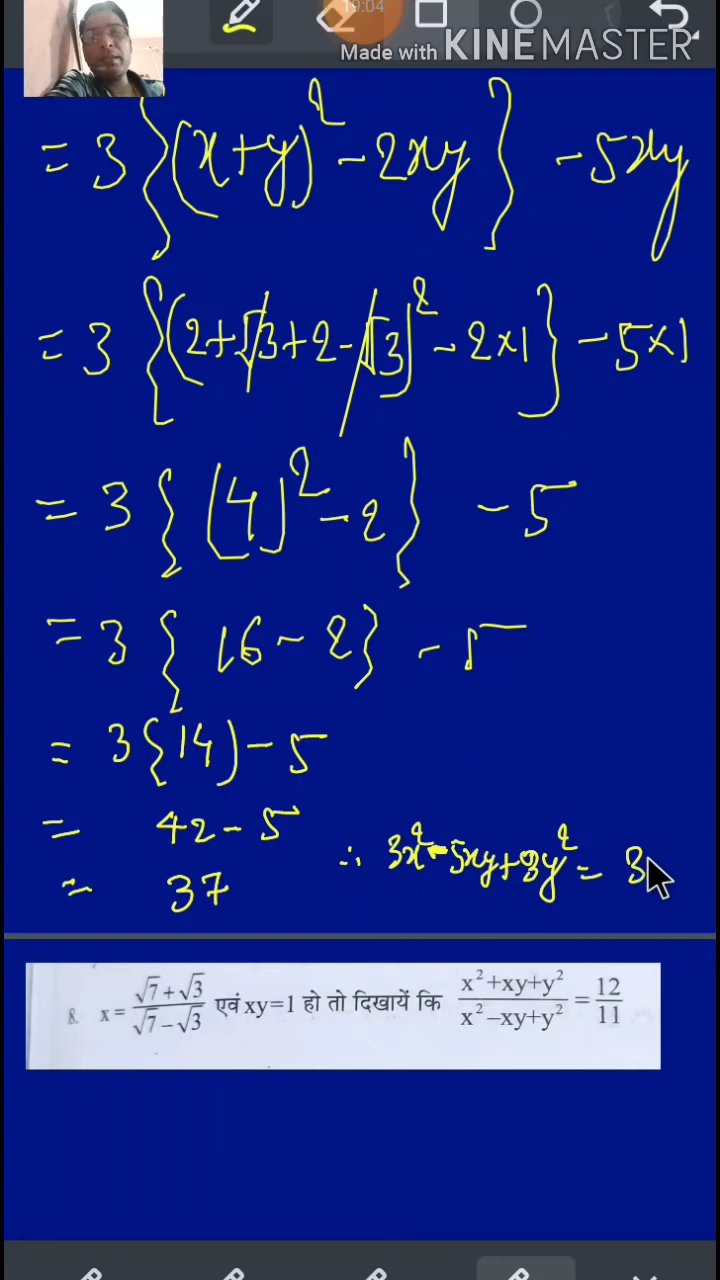 19:04
Made with KINEMASTER
= 3 {(x+y)² - 2xy} - 5xy
= 3 {(2+√3+2-√3)² - 2×1} - 5×1
= 3 {(4)² - 2} - 5
= 3 {16 - 2} - 5
= 3 {14) - 5
= 42 - 5
= 37 ∴ 3x² - 5xy + 3y² = 3
8. x = (√7+√3)/(√7-√3) एवं xy=1 हो तो दिखायें कि (x²+xy+y²)/(x²–xy+y²) = 12/11